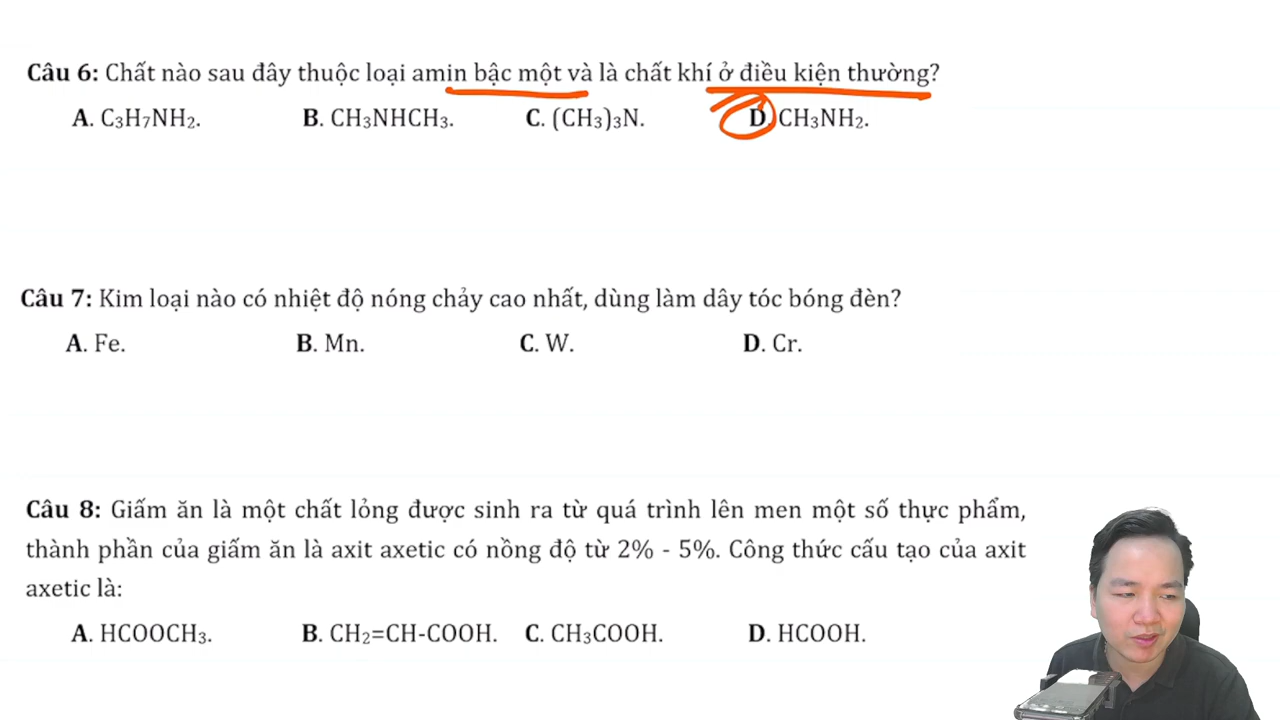 Câu 6: Chất nào sau đây thuộc loại amin bậc một và là chất khí ở điều kiện thường?
A. C₃H₇NH₂. B. CH₃NHCH₃. C. (CH₃)₃N. D. CH₃NH₂.
Câu 7: Kim loại nào có nhiệt độ nóng chảy cao nhất, dùng làm dây tóc bóng đèn?
A. Fe. B. Mn. C. W. D. Cr.
Câu 8: Giấm ăn là một chất lỏng được sinh ra từ quá trình lên men một số thực phẩm,
thành phần của giấm ăn là axit axetic có nồng độ từ 2% - 5%. Công thức cấu tạo của axit
axetic là:
A. HCOOCH₃. B. CH₂=CH-COOH. C. CH₃COOH. D. HCOOH.